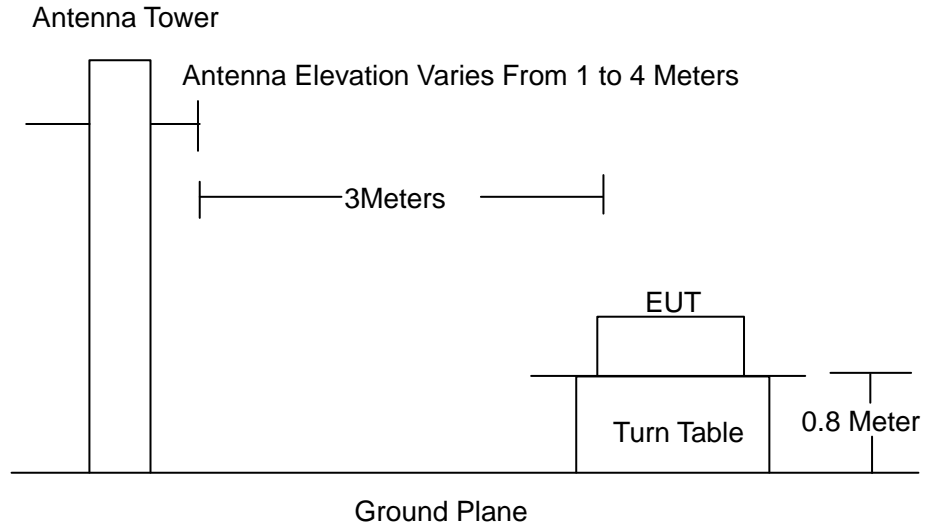 Antenna Tower
Antenna Elevation Varies From 1 to 4 Meters
3Meters
EUT
0.8 Meter
Turn Table
Ground Plane